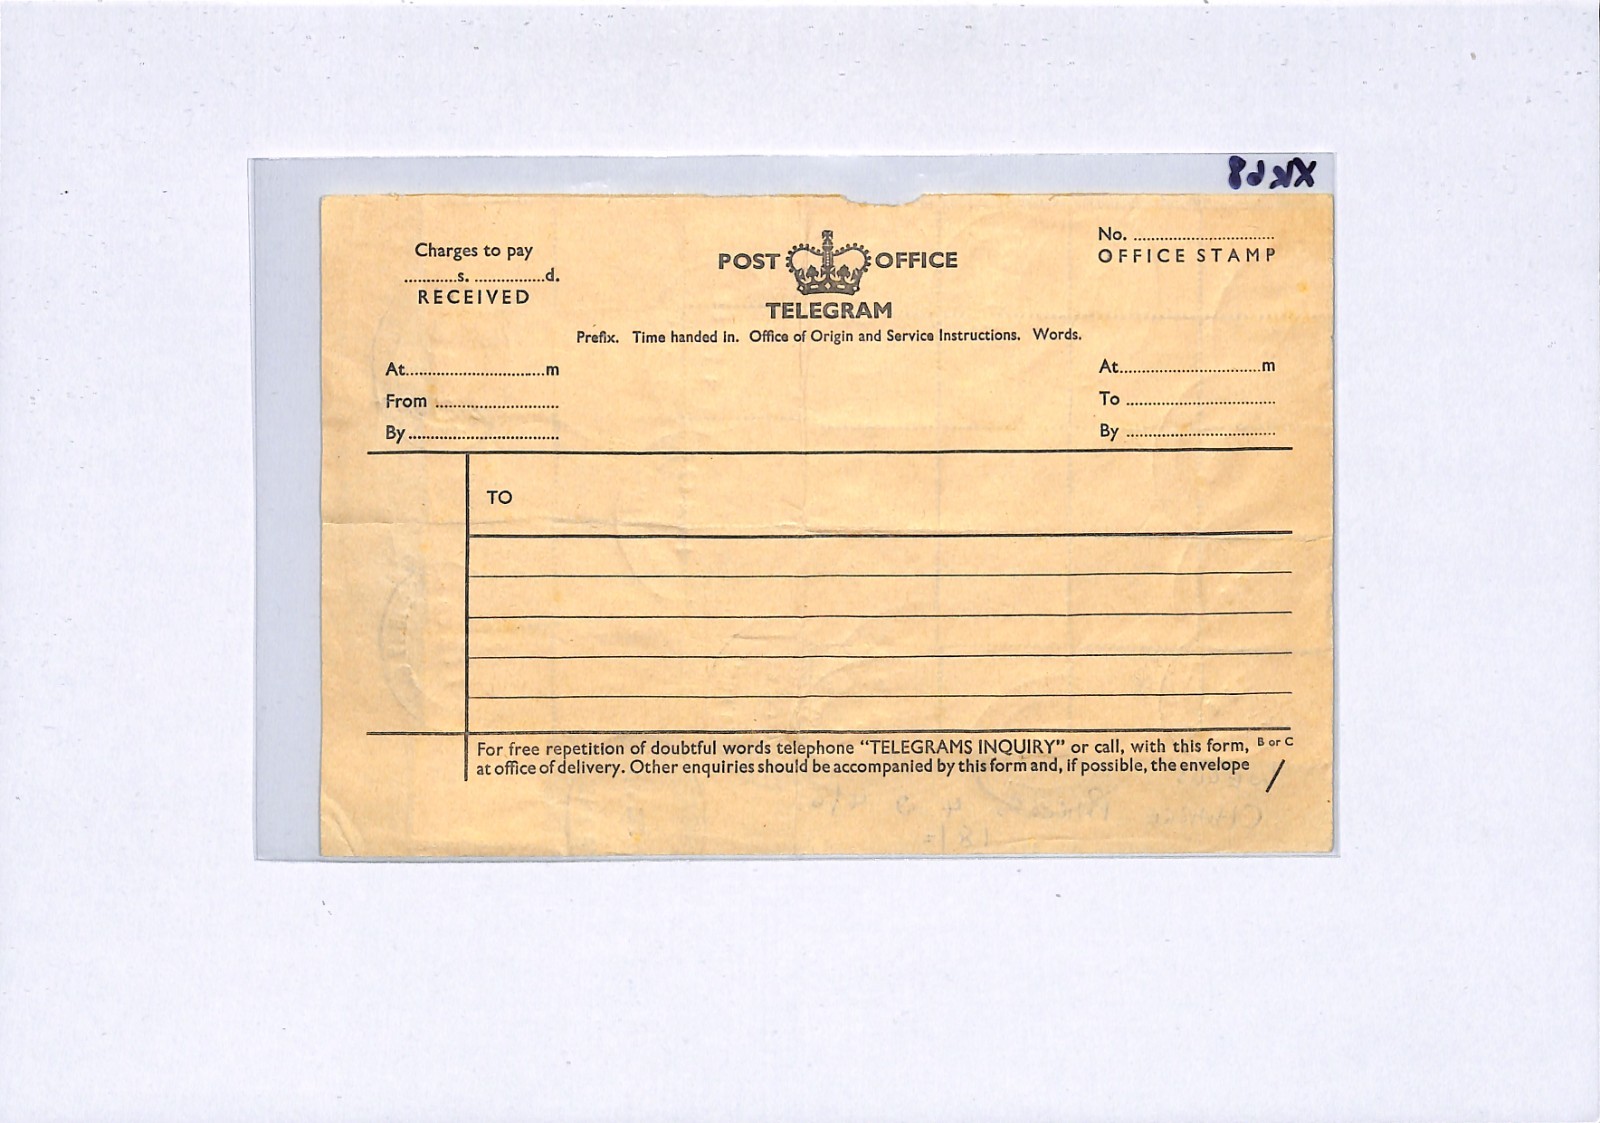 Charges to pay
............s. ...............d.
RECEIVED
POST OFFICE
TELEGRAM
No. ..............................
OFFICE STAMP
Prefix. Time handed in. Office of Origin and Service Instructions. Words.
At..............................m
From ..........................
By................................
At..............................m
To ................................
By ................................
TO
For free repetition of doubtful words telephone “TELEGRAMS INQUIRY” or call, with this form,
at office of delivery. Other enquiries should be accompanied by this form and, if possible, the envelope
B or C
/